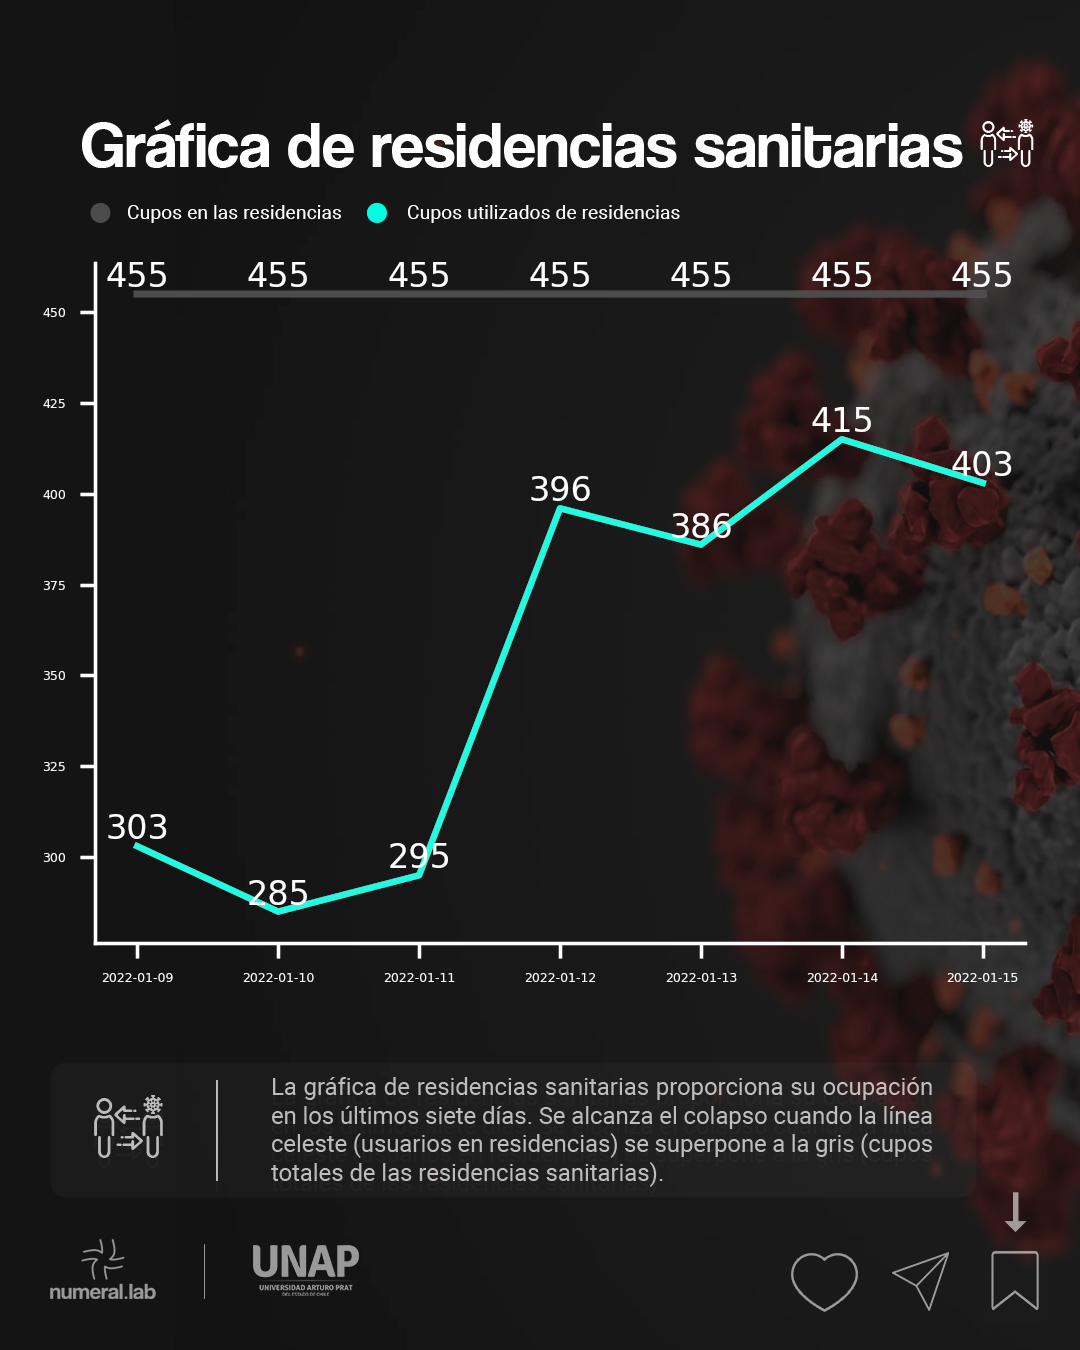 Gráfica de residencias sanitarias
Cupos en las residencias Cupos utilizados de residencias
455 455 455 455 455 455 455
450
425
415
403
400
396
386
375
350
325
303
300
295
285
2022-01-09 2022-01-10 2022-01-11 2022-01-12 2022-01-13 2022-01-14 2022-01-15
La gráfica de residencias sanitarias proporciona su ocupación
en los últimos siete días. Se alcanza el colapso cuando la línea
celeste (usuarios en residencias) se superpone a la gris (cupos
totales de las residencias sanitarias).
numeral.lab
UNAP
UNIVERSIDAD ARTURO PRAT
DEL ESTADO DE CHILE